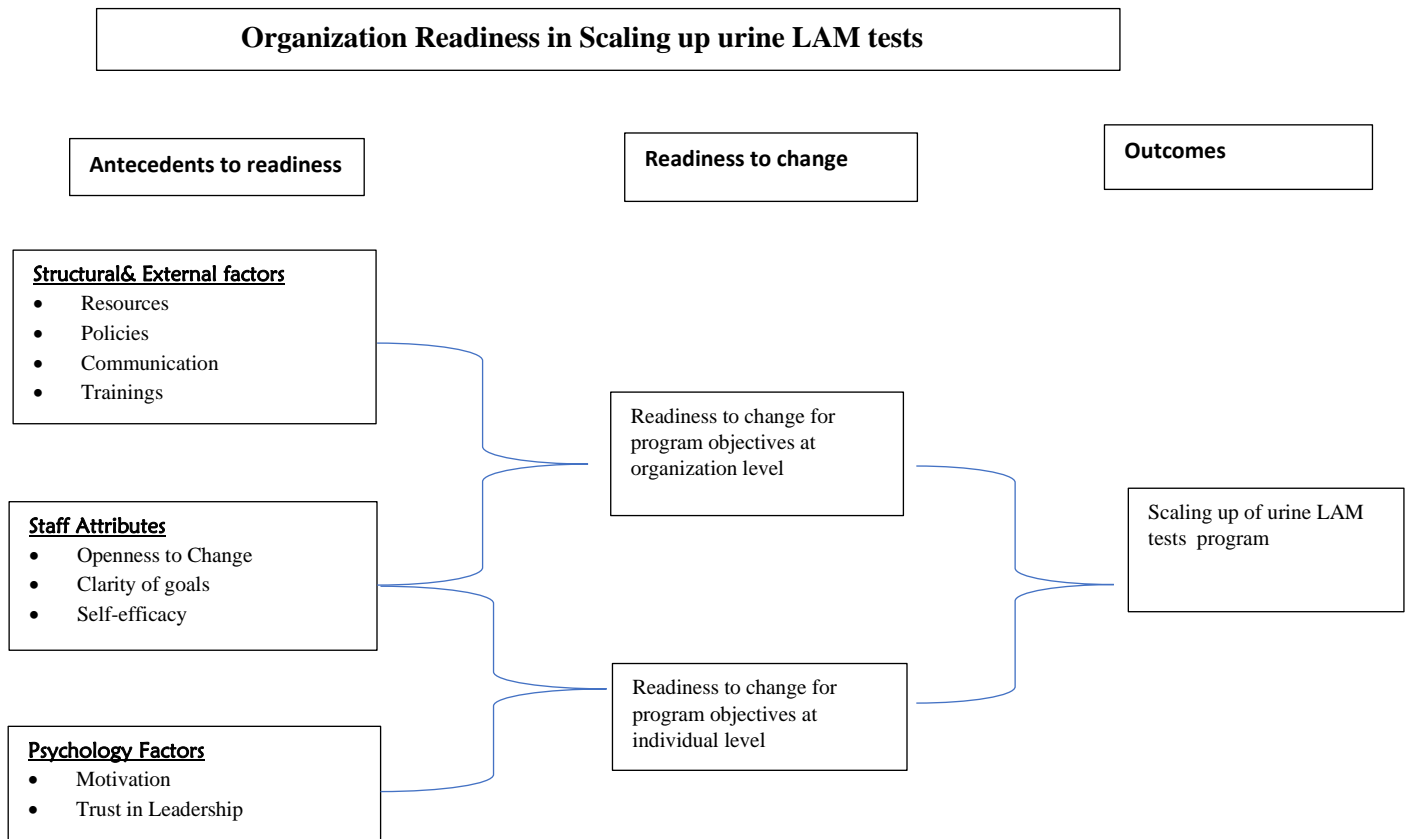 Organization Readiness in Scaling up urine LAM tests
Antecedents to readiness
Readiness to change
Outcomes
Structural& External factors
• Resources
• Policies
• Communication
• Trainings
Staff Attributes
• Openness to Change
• Clarity of goals
• Self-efficacy
Psychology Factors
• Motivation
• Trust in Leadership
Readiness to change for
program objectives at
organization level
Readiness to change for
program objectives at
individual level
Scaling up of urine LAM
tests program